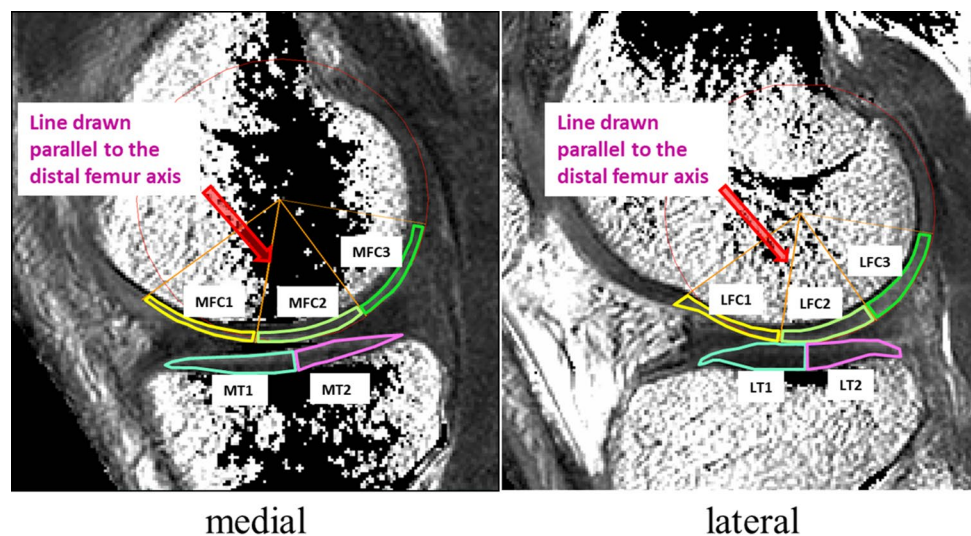 Line drawn
parallel to the
distal femur axis
MFC1
MFC2
MFC3
MT1
MT2
medial
Line drawn
parallel to the
distal femur axis
LFC1
LFC2
LFC3
LT1
LT2
lateral